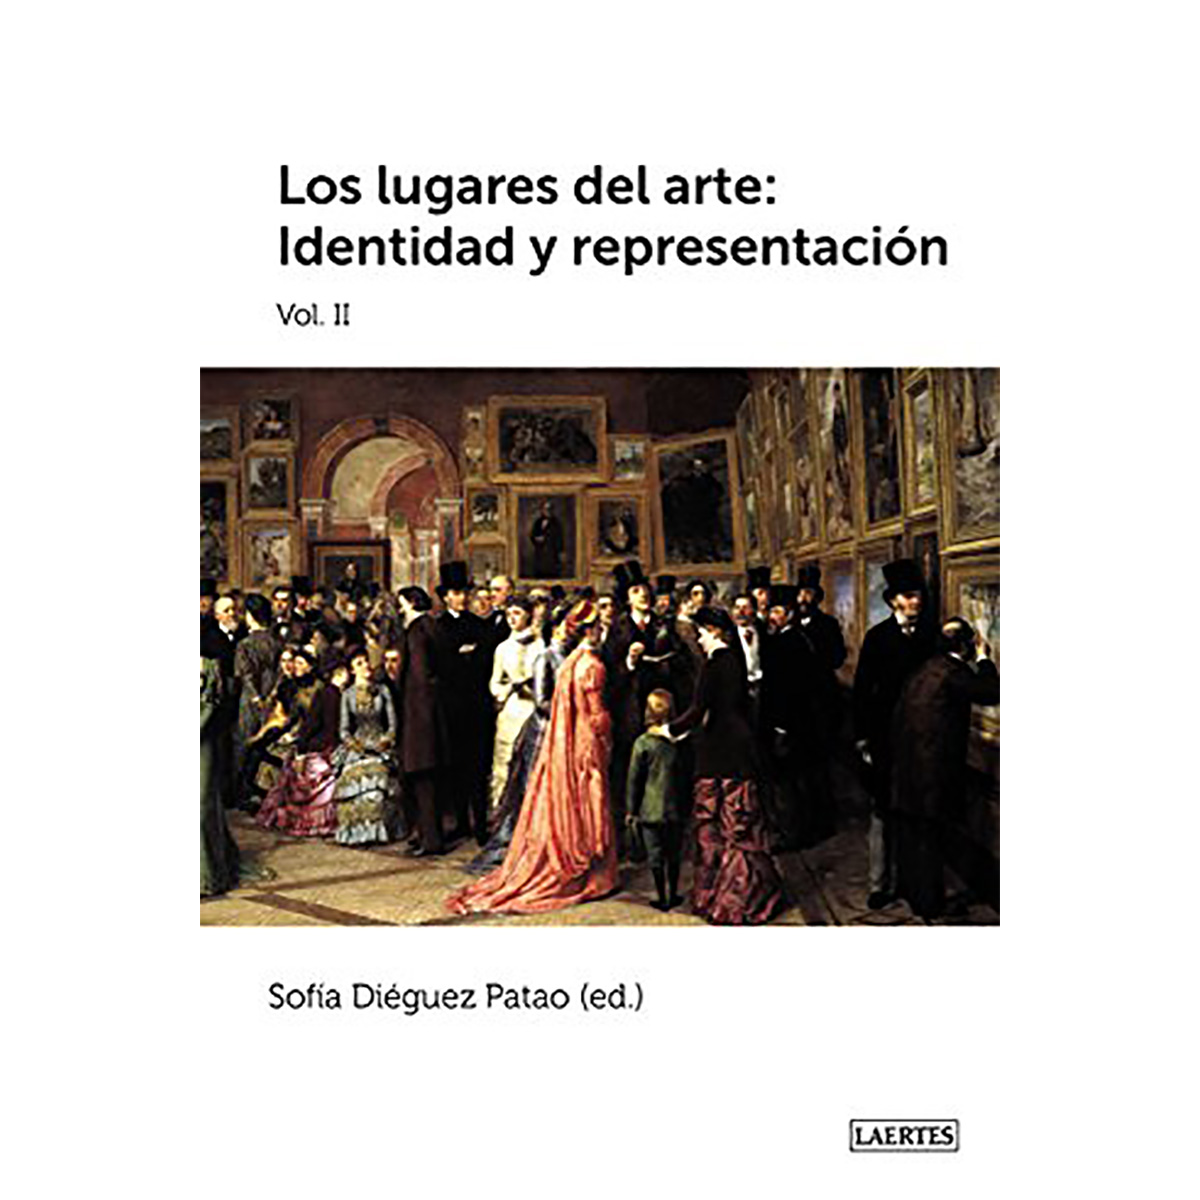 Los lugares del arte:
Identidad y representación
Vol. II
Sofía Diéguez Patao (ed.)
LAERTES